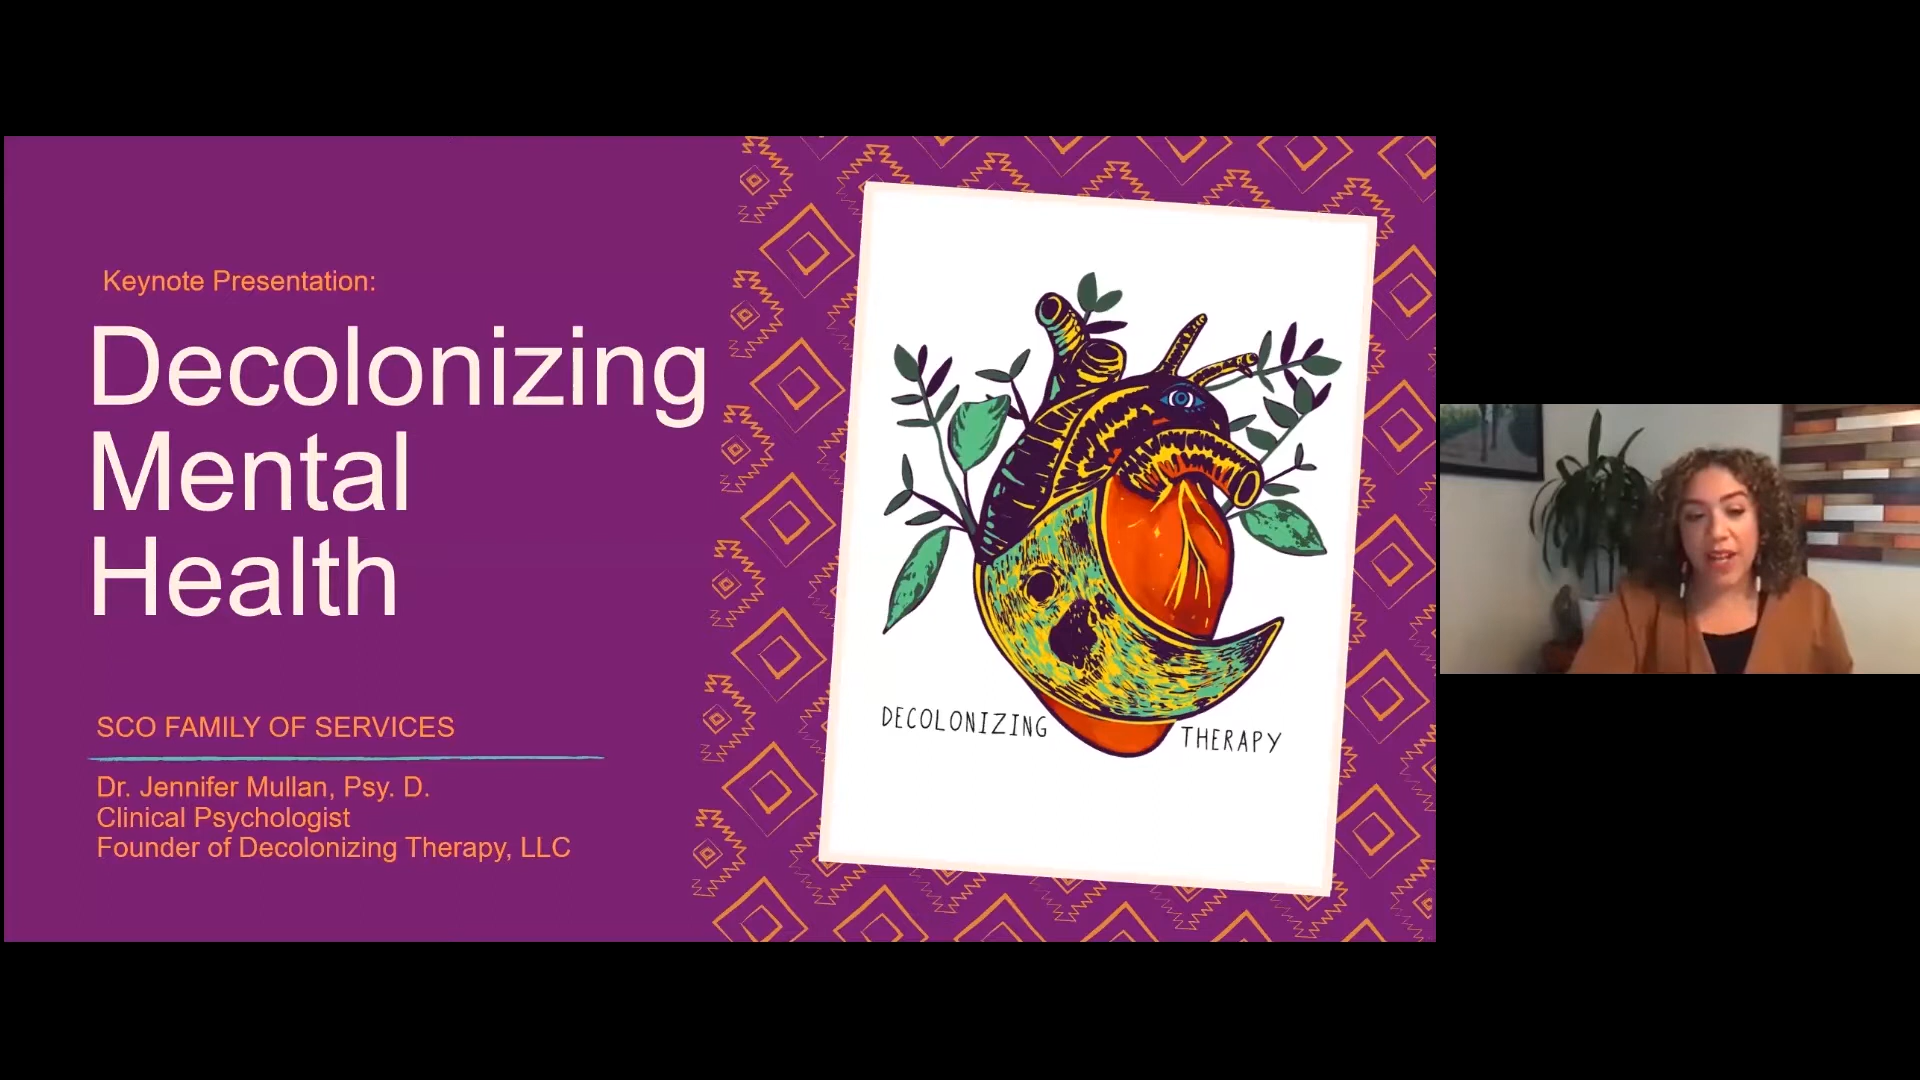 Keynote Presentation:
Decolonizing
Mental
Health
SCO FAMILY OF SERVICES
Dr. Jennifer Mullan, Psy. D.
Clinical Psychologist
Founder of Decolonizing Therapy, LLC
DECOLONIZING THERAPY